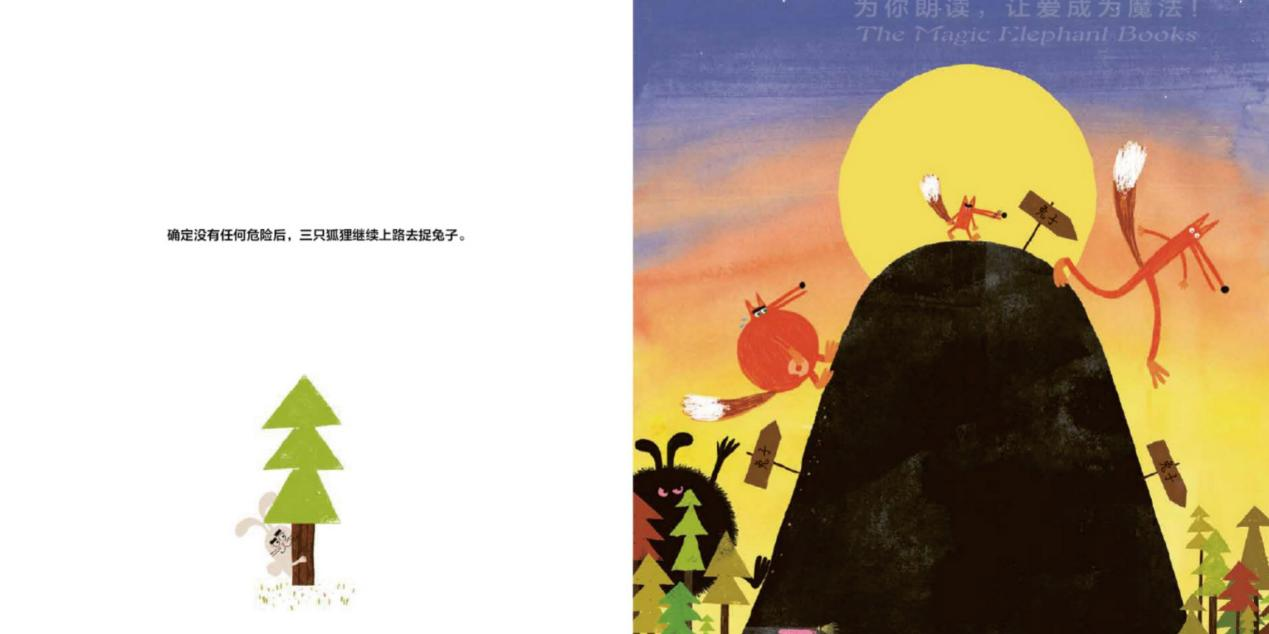 确定没有任何危险后，三只狐狸继续上路去捉兔子。
为你朗读，让爱成为魔法！
The Magic Elephant Books
兔子
兔子
兔子